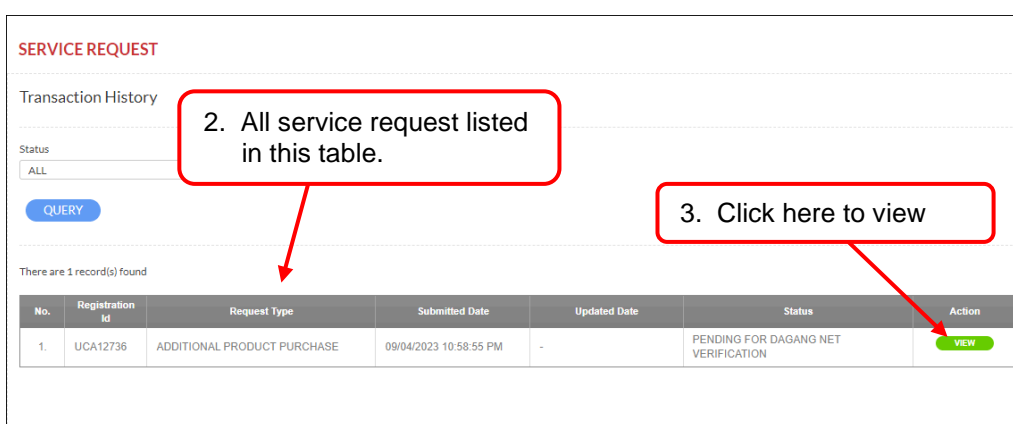 SERVICE REQUEST
Transaction History
2. All service request listed
in this table.
Status
ALL
QUERY
3. Click here to view
There are 1 record(s) found
No. Registration Id Request Type Submitted Date Updated Date Status Action
1. UCA12736 ADDITIONAL PRODUCT PURCHASE 09/04/2023 10:58:55 PM - PENDING FOR DAGANG NET VERIFICATION VIEW